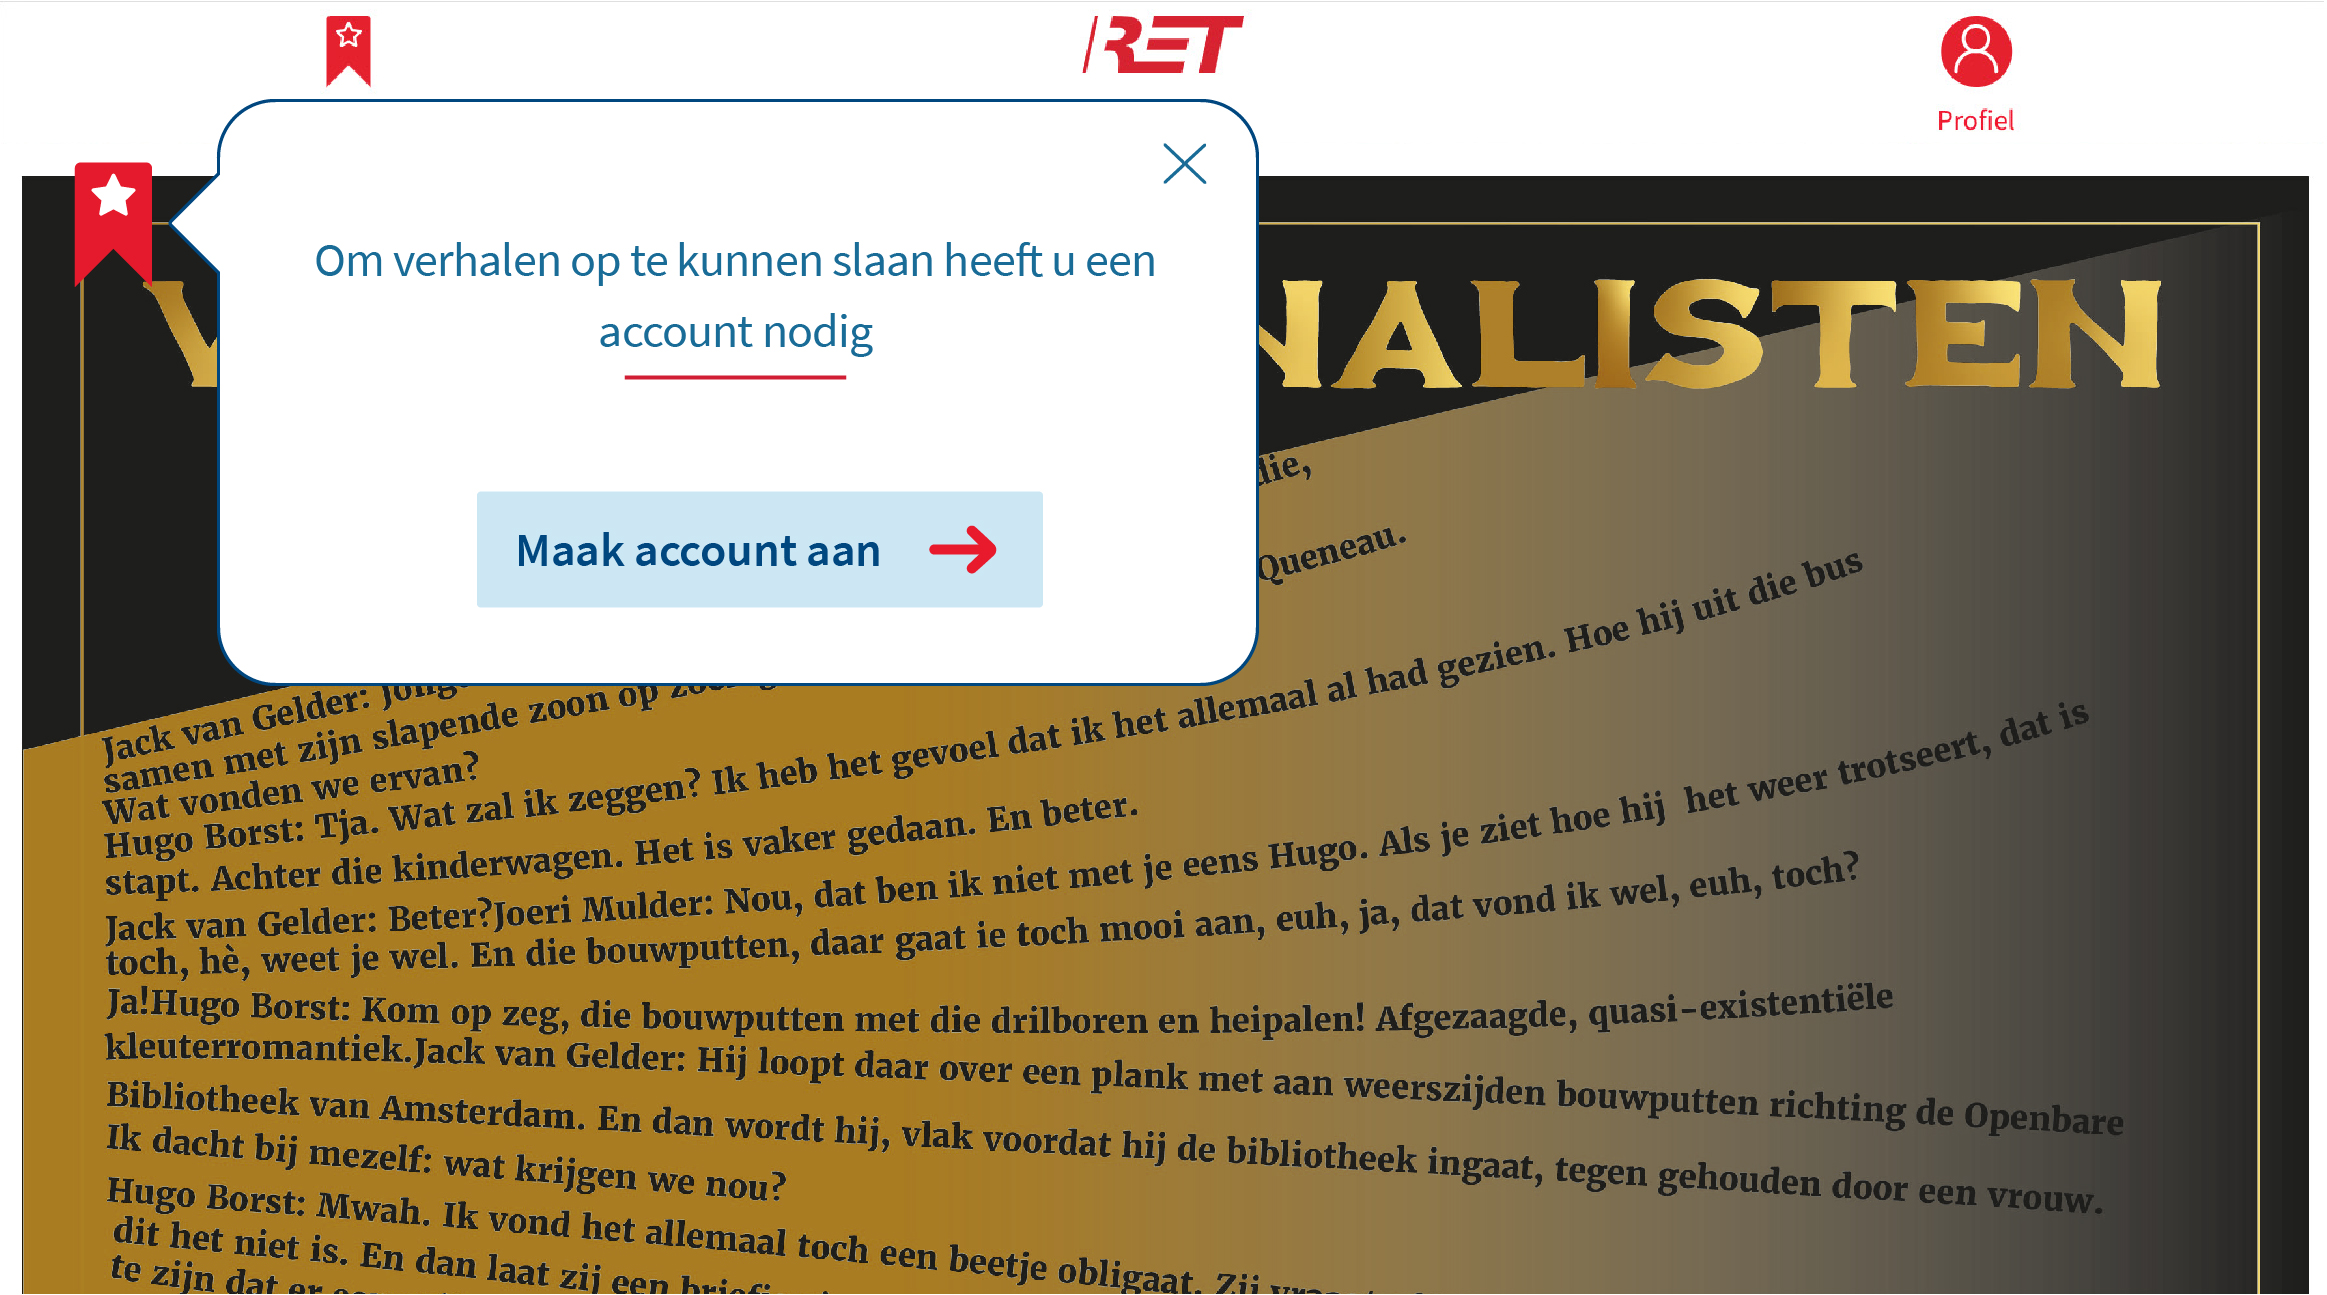 RET
Profiel
Om verhalen op te kunnen slaan heeft u een
account nodig
Maak account aan
NALISTEN
die,
Queneau.
Jack van Gelder:
samen met zijn slapende zoon op
Wat vonden we ervan?
Hugo Borst: Tja. Wat zal ik zeggen? Ik heb het gevoel dat ik het allemaal al had gezien. Hoe hij uit die bus
stapt. Achter die kinderwagen. Het is vaker gedaan. En beter.
Jack van Gelder: Beter?Joeri Mulder: Nou, dat ben ik niet met je eens Hugo. Als je ziet hoe hij  het weer trotseert, dat is
toch, hè, weet je wel. En die bouwputten, daar gaat ie toch mooi aan, euh, ja, dat vond ik wel, euh, toch?
Ja!Hugo Borst: Kom op zeg, die bouwputten met die drilboren en heipalen! Afgezaagde, quasi-existentiële
kleuterromantiek.Jack van Gelder: Hij loopt daar over een plank met aan weerszijden bouwputten richting de Openbare
Bibliotheek van Amsterdam. En dan wordt hij, vlak voordat hij de bibliotheek ingaat, tegen gehouden door een vrouw.
Ik dacht bij mezelf: wat krijgen we nou?
Hugo Borst: Mwah. Ik vond het allemaal toch een beetje obligaat. Zij
dit het niet is. En dan laat zij een
te zijn dat er